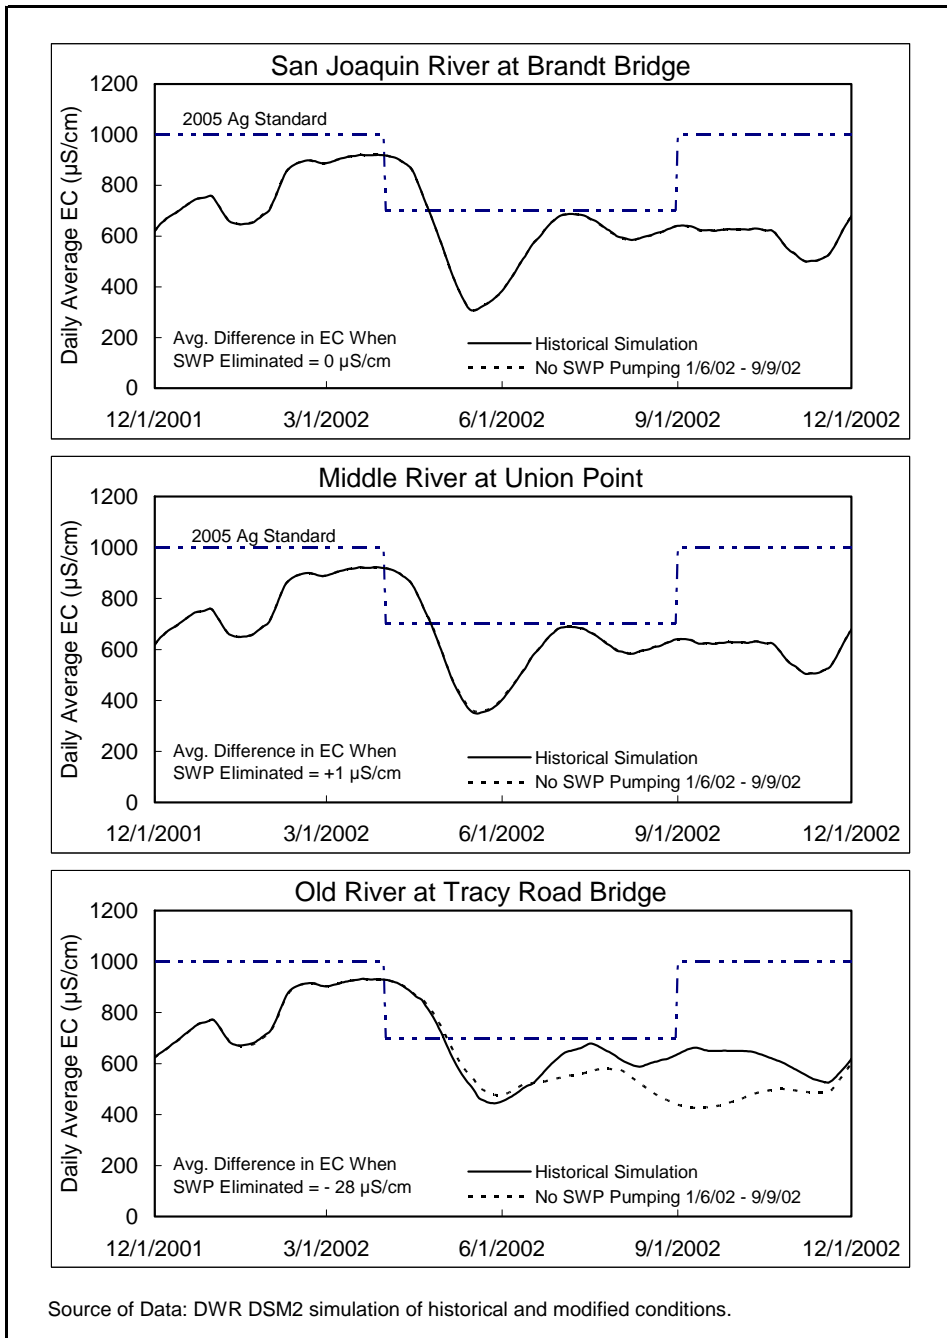 San Joaquin River at Brandt Bridge
Daily Average EC (µS/cm)
1200
1000
800
600
400
200
0
2005 Ag Standard
Avg. Difference in EC When
SWP Eliminated = 0 µS/cm
Historical Simulation
No SWP Pumping 1/6/02 - 9/9/02
12/1/2001 3/1/2002 6/1/2002 9/1/2002 12/1/2002
Middle River at Union Point
Daily Average EC (µS/cm)
1200
1000
800
600
400
200
0
2005 Ag Standard
Avg. Difference in EC When
SWP Eliminated = +1 µS/cm
Historical Simulation
No SWP Pumping 1/6/02 - 9/9/02
12/1/2001 3/1/2002 6/1/2002 9/1/2002 12/1/2002
Old River at Tracy Road Bridge
Daily Average EC (µS/cm)
1200
1000
800
600
400
200
0
Avg. Difference in EC When
SWP Eliminated = - 28 µS/cm
Historical Simulation
No SWP Pumping 1/6/02 - 9/9/02
12/1/2001 3/1/2002 6/1/2002 9/1/2002 12/1/2002
Source of Data: DWR DSM2 simulation of historical and modified conditions.